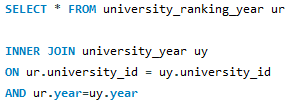 SELECT * FROM university_ranking_year ur
INNER JOIN university_year uy
ON ur.university_id = uy.university_id
AND ur.year=uy.year